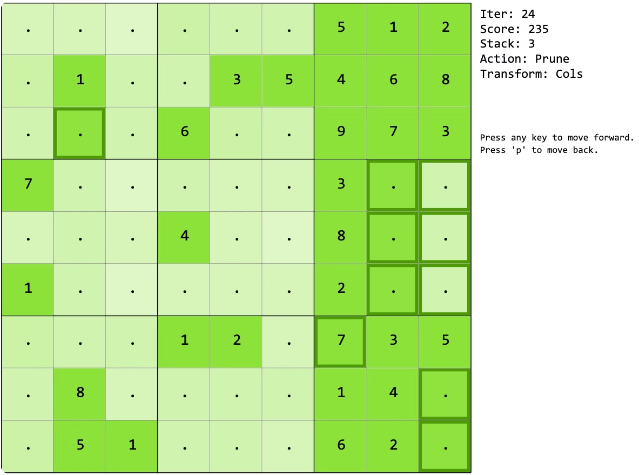 . . . . . . 5 1 2
. 1 . . 3 5 4 6 8
. . . 6 . . 9 7 3
7 . . . . . 3 . .
. . . 4 . . 8 . .
1 . . . . . 2 . .
. . . 1 2 . 7 3 5
. 8 . . . . 1 4 .
. 5 1 . . . 6 2 .
Iter: 24
Score: 235
Stack: 3
Action: Prune
Transform: Cols
Press any key to move forward.
Press 'p' to move back.